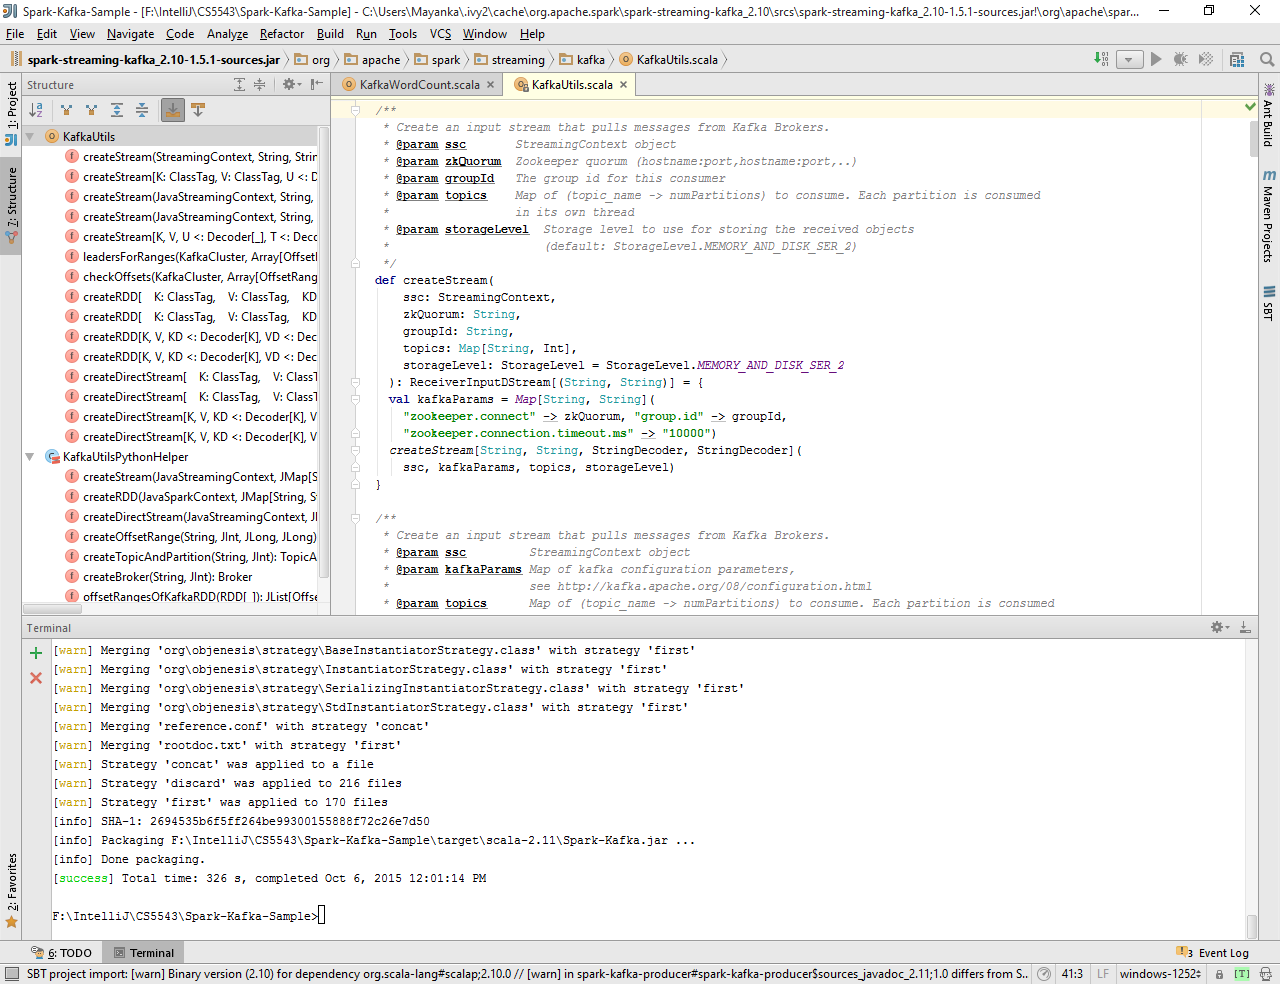 Spark-Kafka-Sample - [F:\IntelliJ\CS5543\Spark-Kafka-Sample] - C:\Users\Mayanka\.ivy2\cache\org.apache.spark\spark-streaming-kafka_2.10\srcs\spark-streaming-kafka_2.10-1.5.1-sources.jar!\org\apache\spar...
File Edit View Navigate Code Analyze Refactor Build Run Tools VCS Window Help
spark-streaming-kafka_2.10-1.5.1-sources.jar org apache spark streaming kafka KafkaUtils.scala
1: Project
7: Structure
2: Favorites
Structure
KafkaUtils
createStream(StreamingContext, String, Strin
createStream[K: ClassTag, V: ClassTag, U <: D
createStream(JavaStreamingContext, String,
createStream(JavaStreamingContext, String,
createStream[K, V, U <: Decoder[_], T <: Decc
leadersForRanges(KafkaCluster, Array[Offset
checkOffsets(KafkaCluster, Array[OffsetRang
createRDD[ K: ClassTag, V: ClassTag, KD
createRDD[ K: ClassTag, V: ClassTag, KD
createRDD[K, V, KD <: Decoder[K], VD <: Dec
createRDD[K, V, KD <: Decoder[K], VD <: Dec
createDirectStream[ K: ClassTag, V: ClassT
createDirectStream[ K: ClassTag, V: ClassT
createDirectStream[K, V, KD <: Decoder[K], V
createDirectStream[K, V, KD <: Decoder[K], V
KafkaUtilsPythonHelper
createStream(JavaStreamingContext, JMap[S
createRDD(JavaSparkContext, JMap[String, S
createDirectStream(JavaStreamingContext, J
createOffsetRange(String, JInt, JLong, JLong)
createTopicAndPartition(String, JInt): TopicA
createBroker(String, JInt): Broker
offsetRangesOfKafkaRDD(RDD[_]): JList[Offse
KafkaWordCount.scala KafkaUtils.scala
/**
* Create an input stream that pulls messages from Kafka Brokers.
* @param ssc StreamingContext object
* @param zkQuorum Zookeeper quorum (hostname:port,hostname:port,..)
* @param groupId The group id for this consumer
* @param topics Map of (topic_name -> numPartitions) to consume. Each partition is consumed
* in its own thread
* @param storageLevel Storage level to use for storing the received objects
* (default: StorageLevel.MEMORY_AND_DISK_SER_2)
*/
def createStream(
ssc: StreamingContext,
zkQuorum: String,
groupId: String,
topics: Map[String, Int],
storageLevel: StorageLevel = StorageLevel.MEMORY_AND_DISK_SER_2
): ReceiverInputDStream[(String, String)] = {
val kafkaParams = Map[String, String](
"zookeeper.connect" -> zkQuorum, "group.id" -> groupId,
"zookeeper.connection.timeout.ms" -> "10000")
createStream[String, String, StringDecoder, StringDecoder](
ssc, kafkaParams, topics, storageLevel)
}
/**
* Create an input stream that pulls messages from Kafka Brokers.
* @param ssc StreamingContext object
* @param kafkaParams Map of kafka configuration parameters,
* see http://kafka.apache.org/08/configuration.html
* @param topics Map of (topic_name -> numPartitions) to consume. Each partition is consumed
Ant Build
Maven Projects
SBT
Terminal
[warn] Merging 'org\objenesis\strategy\BaseInstantiatorStrategy.class' with strategy 'first'
[warn] Merging 'org\objenesis\strategy\InstantiatorStrategy.class' with strategy 'first'
[warn] Merging 'org\objenesis\strategy\SerializingInstantiatorStrategy.class' with strategy 'first'
[warn] Merging 'org\objenesis\strategy\StdInstantiatorStrategy.class' with strategy 'first'
[warn] Merging 'reference.conf' with strategy 'concat'
[warn] Merging 'rootdoc.txt' with strategy 'first'
[warn] Strategy 'concat' was applied to a file
[warn] Strategy 'discard' was applied to 216 files
[warn] Strategy 'first' was applied to 170 files
[info] SHA-1: 2694535b6f5ff264be99300155888f72c26e7d50
[info] Packaging F:\IntelliJ\CS5543\Spark-Kafka-Sample\target\scala-2.11\Spark-Kafka.jar ...
[info] Done packaging.
[success] Total time: 326 s, completed Oct 6, 2015 12:01:14 PM
F:\IntelliJ\CS5543\Spark-Kafka-Sample>
6: TODO Terminal 3 Event Log
SBT project import: [warn] Binary version (2.10) for dependency org.scala-lang#scalap;2.10.0 // [warn] in spark-kafka-producer#spark-kafka-producer$sources_javadoc_2.11;1.0 differs from S.. 41:3 LF windows-1252 [T]